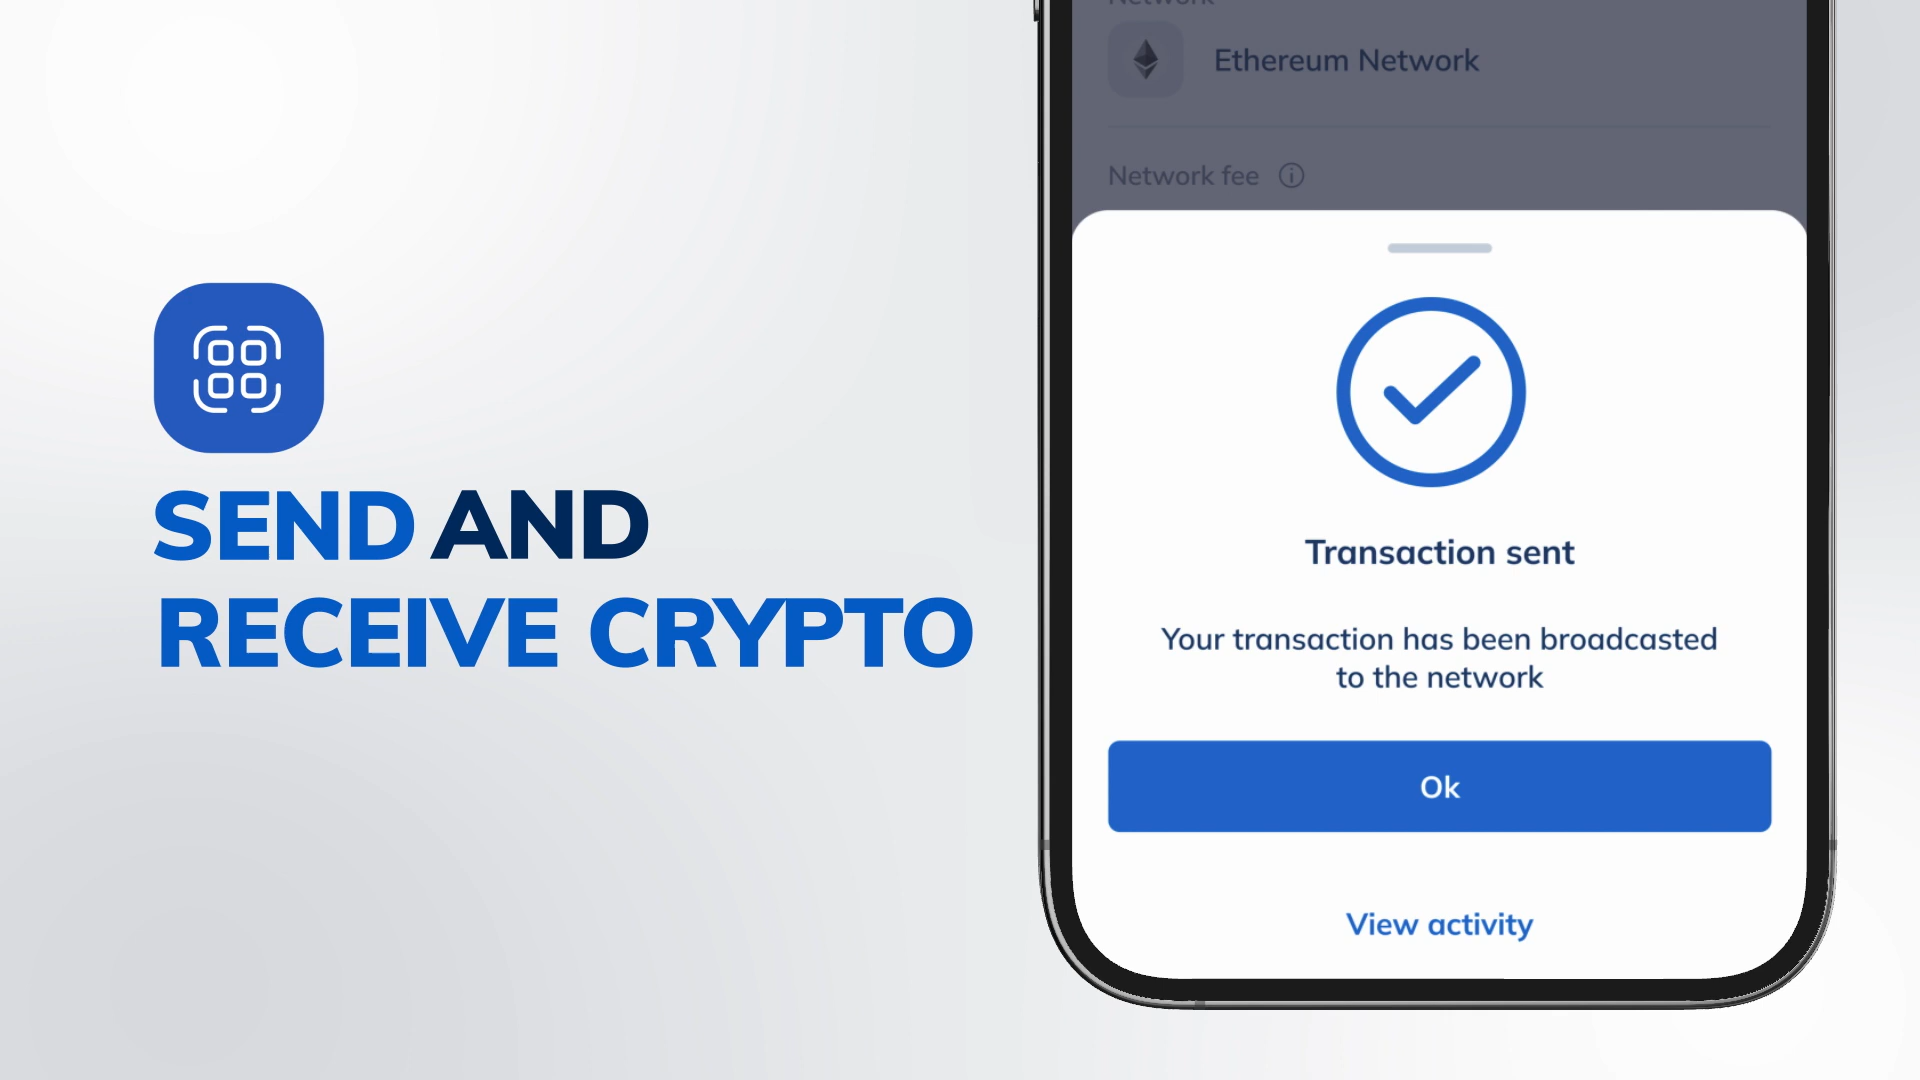 SEND AND
RECEIVE CRYPTO
Network
Ethereum Network
Network fee
Transaction sent
Your transaction has been broadcasted
to the network
Ok
View activity